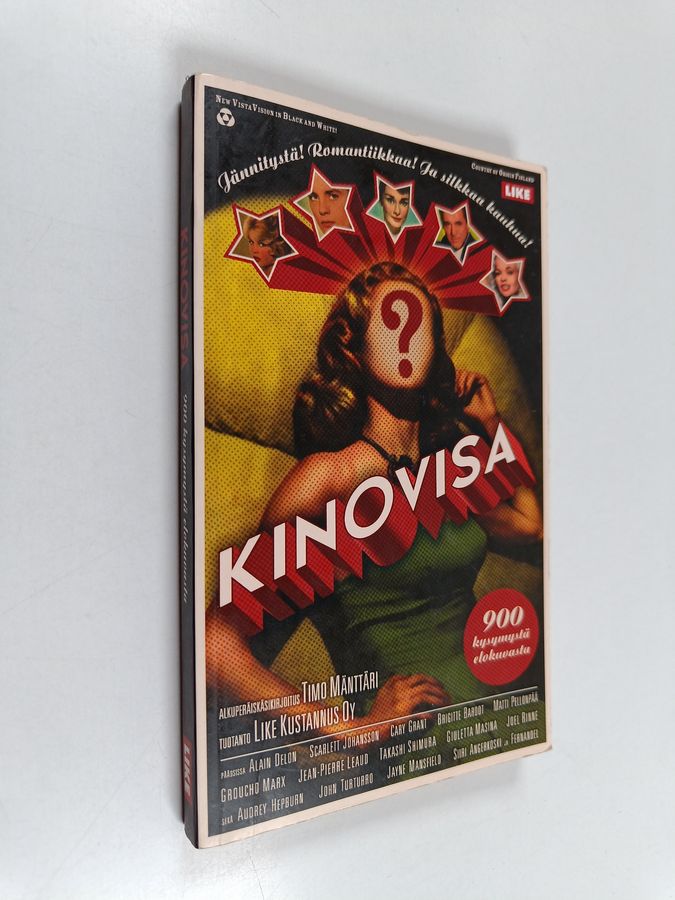 NEW VISTAVISION IN BLACK AND WHITE!
COUNTRY OF ORIGIN FINLAND
LIKE
Jännitystä! Romantiikkaa! Ja silkkaa kauhua!
?
KINOVISA
900
kysymystä
elokuvasta
ALKUPERÄISKÄSIKIRJOITUS TIMO MÄNTTÄRI
TUOTANTO LIKE KUSTANNUS OY
PÄÄOSISSA ALAIN DELON SCARLETT JOHANSSON CARY GRANT BRIGITTE BARDOT MATTI PELLONPÄÄ
GROUCHO MARX JEAN-PIERRE LEAUD TAKASHI SHIMURA GIULETTA MASINA JOEL RINNE
SEKÄ AUDREY HEPBURN JOHN TURTURRO JAYNE MANSFIELD SIIRI ANGERKOSKI JA FERNANDEL
KINOVISA 900 kysymystä elokuvasta
LIKE